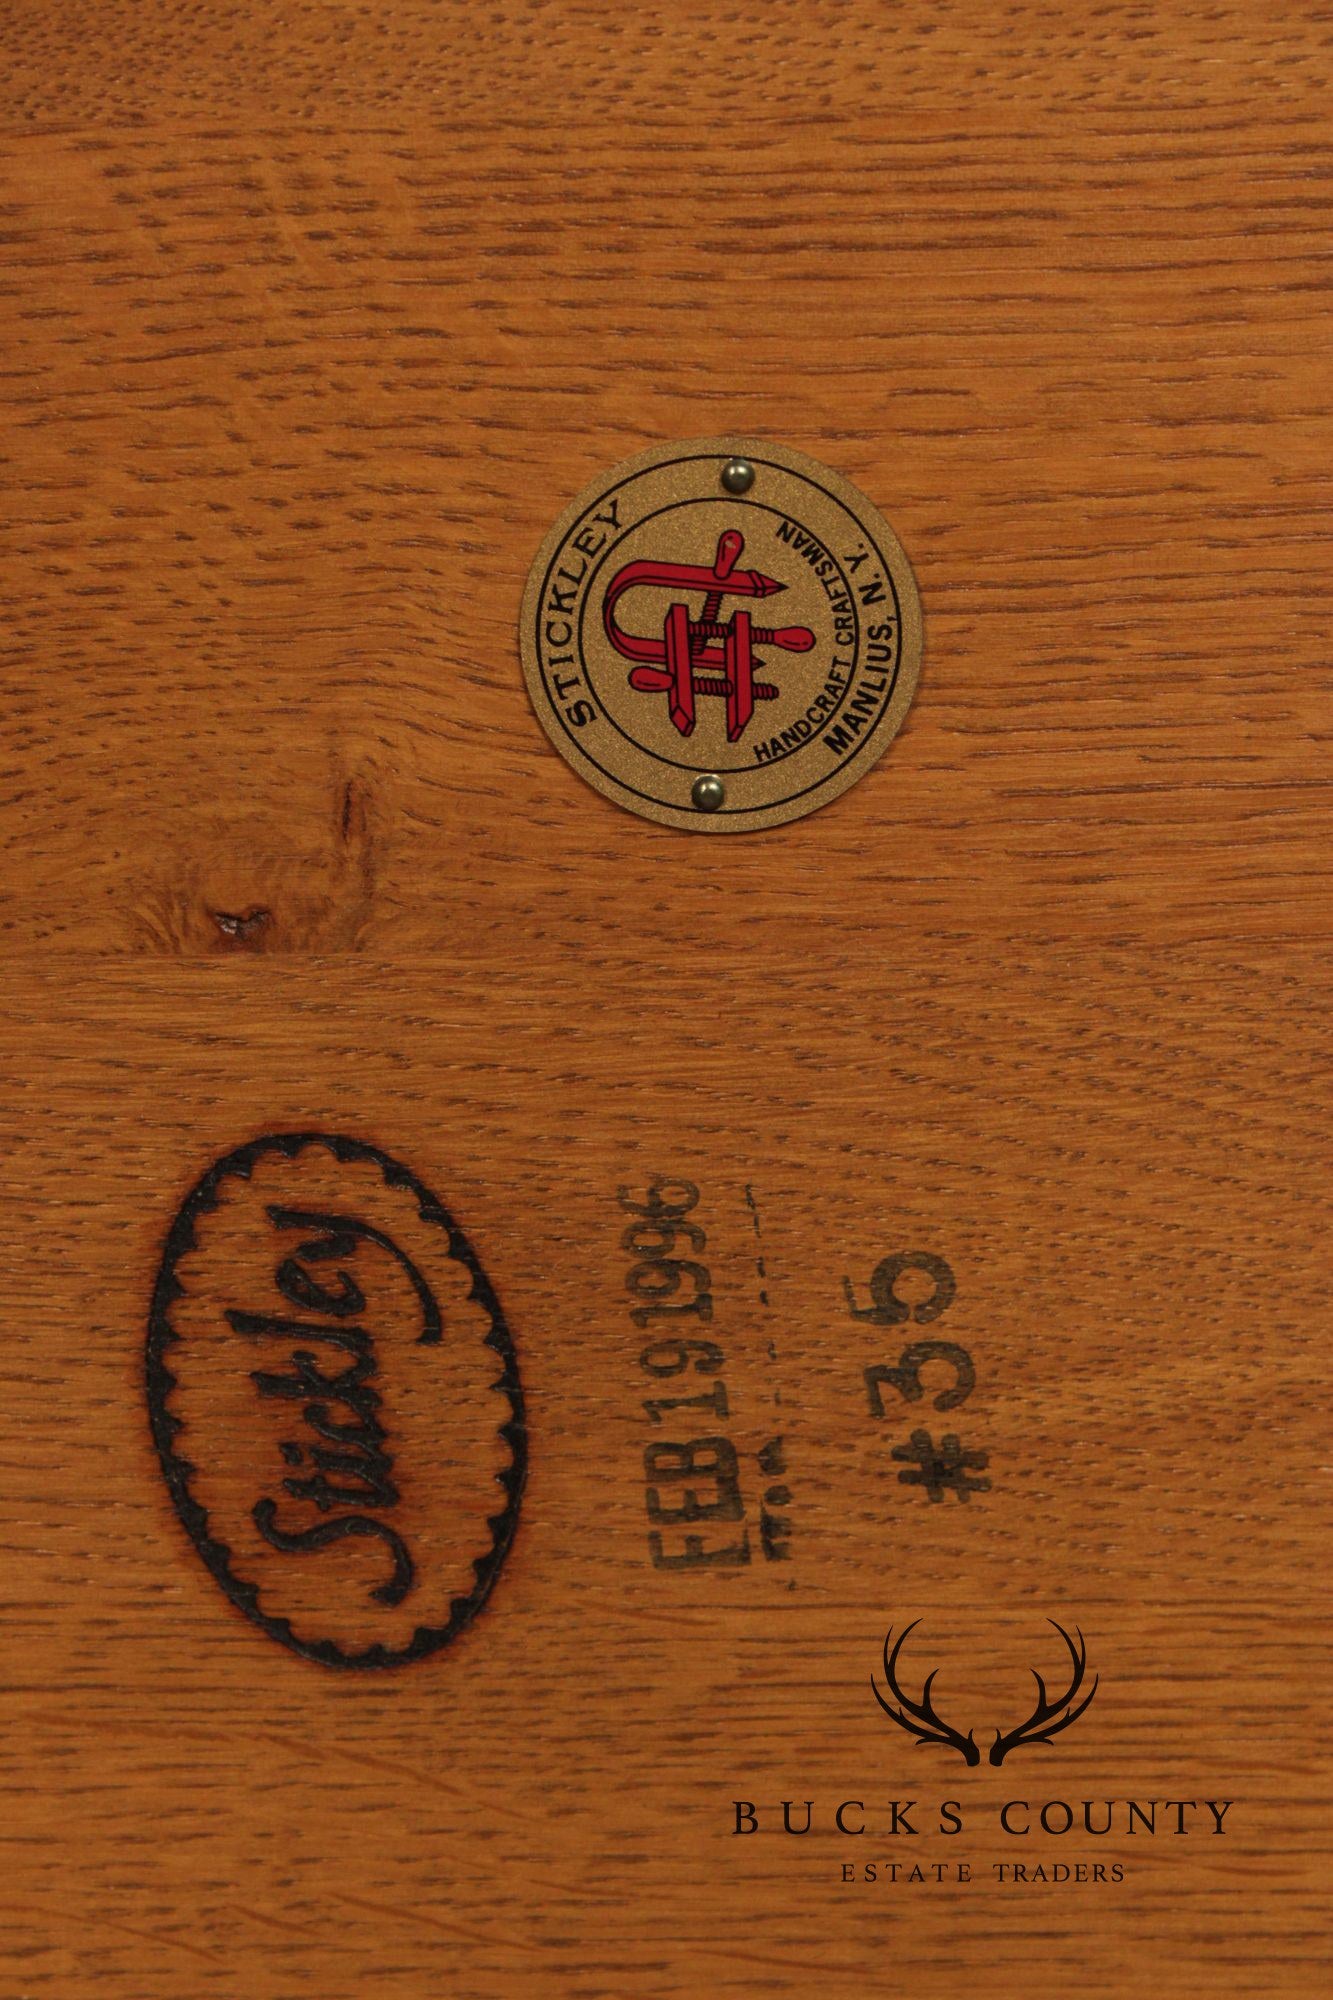 STICKLEY
HANDCRAFT CRAFTSMAN
MANLIUS, N.Y.
Stickley
FEB 19 1996
#35
BUCKS COUNTY
ESTATE TRADERS